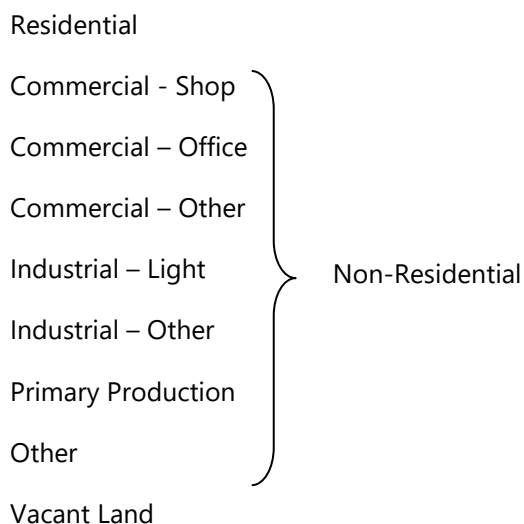 Residential
Commercial - Shop
Commercial – Office
Commercial – Other
Industrial – Light
Non-Residential
Industrial – Other
Primary Production
Other
Vacant Land